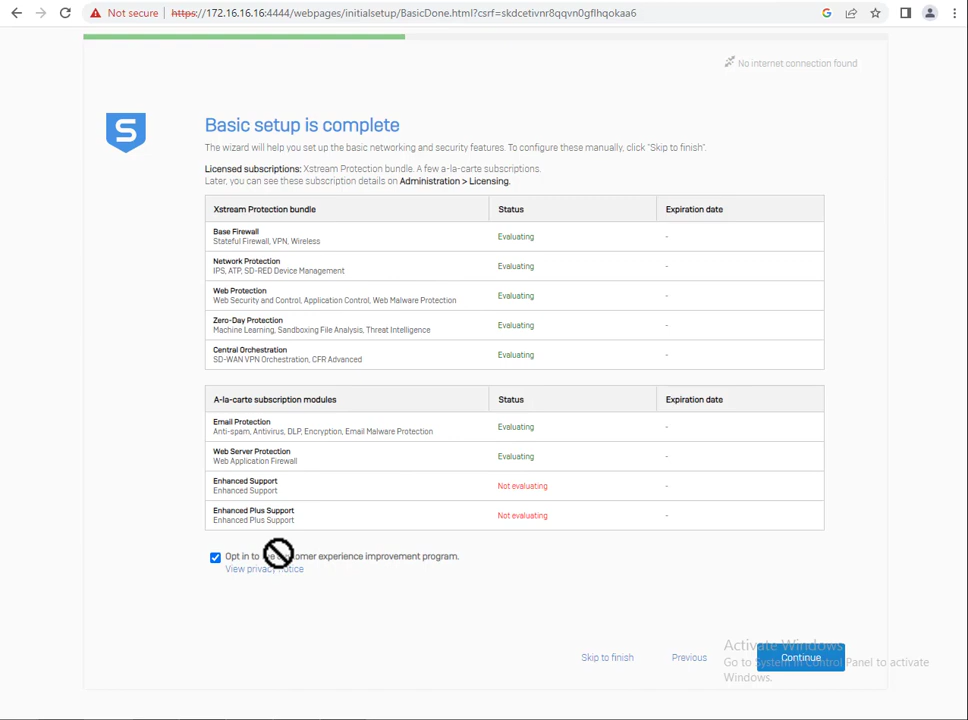 Not secure https://172.16.16.16:4444/webpages/initialsetup/BasicDone.html?csrf=skdcetivnr8qqvn0gflhqokaa6
No internet connection found
S
Basic setup is complete
The wizard will help you set up the basic networking and security features. To configure these manually, click "Skip to finish".
Licensed subscriptions: Xstream Protection bundle. A few a-la-carte subscriptions.
Later, you can see these subscription details on Administration > Licensing.
Xstream Protection bundle Status Expiration date
Base Firewall
Stateful Firewall, VPN, Wireless
Evaluating -
Network Protection
IPS, ATP, SD-RED Device Management
Evaluating -
Web Protection
Web Security and Control, Application Control, Web Malware Protection
Evaluating -
Zero-Day Protection
Machine Learning, Sandboxing File Analysis, Threat Intelligence
Evaluating -
Central Orchestration
SD-WAN VPN Orchestration, CFR Advanced
Evaluating -
A-la-carte subscription modules Status Expiration date
Email Protection
Anti-spam, Antivirus, DLP, Encryption, Email Malware Protection
Evaluating -
Web Server Protection
Web Application Firewall
Evaluating -
Enhanced Support
Enhanced Support
Not evaluating -
Enhanced Plus Support
Enhanced Plus Support
Not evaluating -
Opt in to customer experience improvement program.
View privacy notice
Skip to finish Previous Continue
Activate Windows
Go to System in Control Panel to activate
Windows.